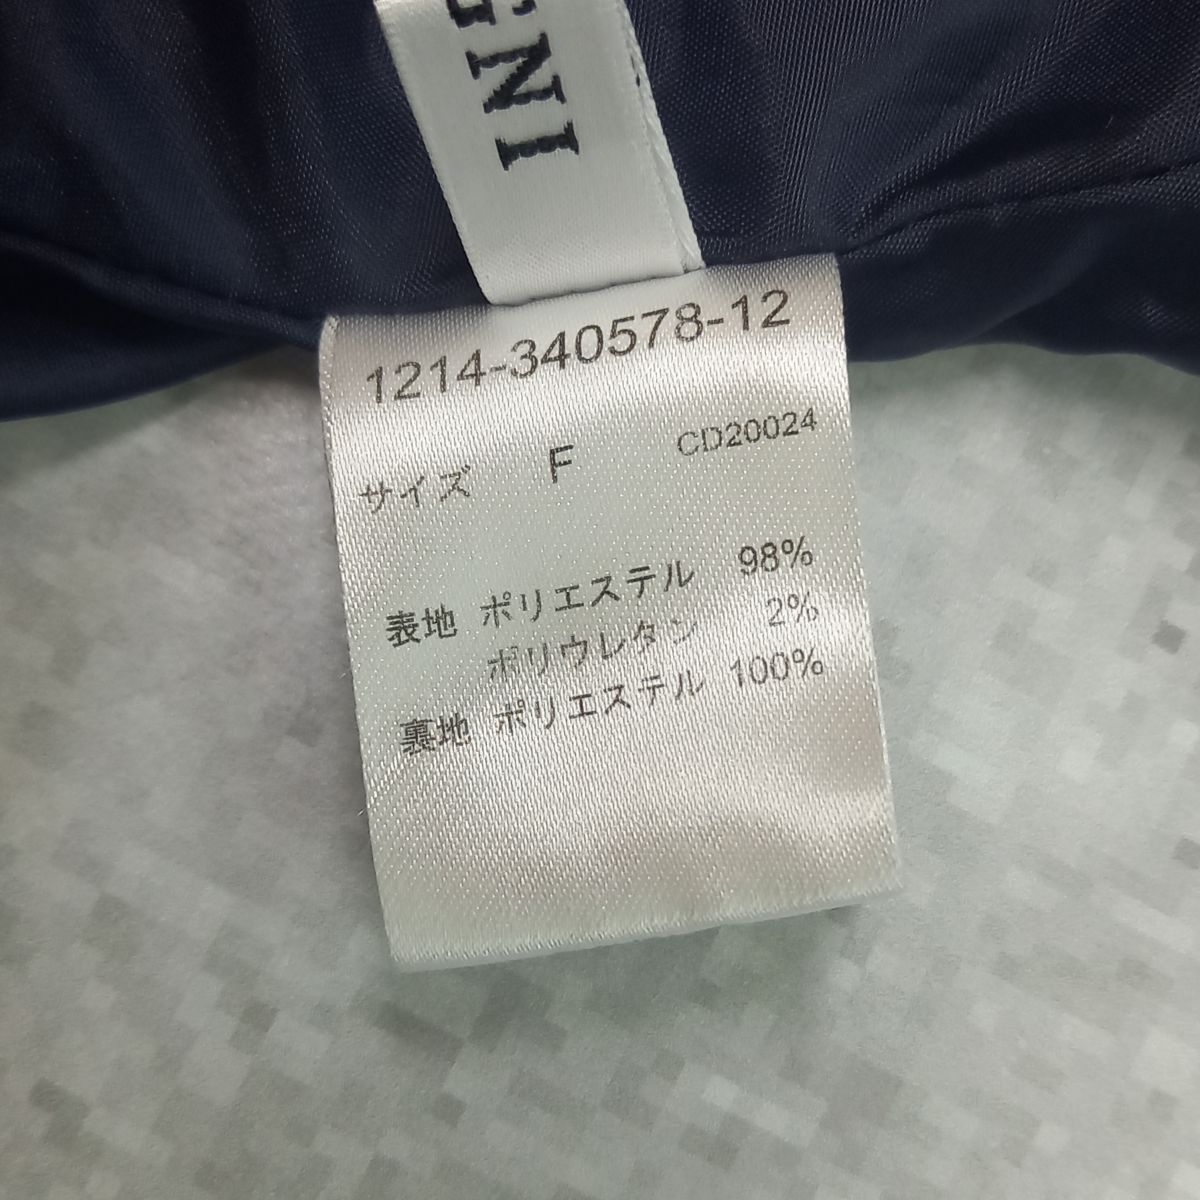 GNI
1214-340578-12
サイズ F CD20024
表地 ポリエステル 98%
ポリウレタン 2%
裏地 ポリエステル 100%